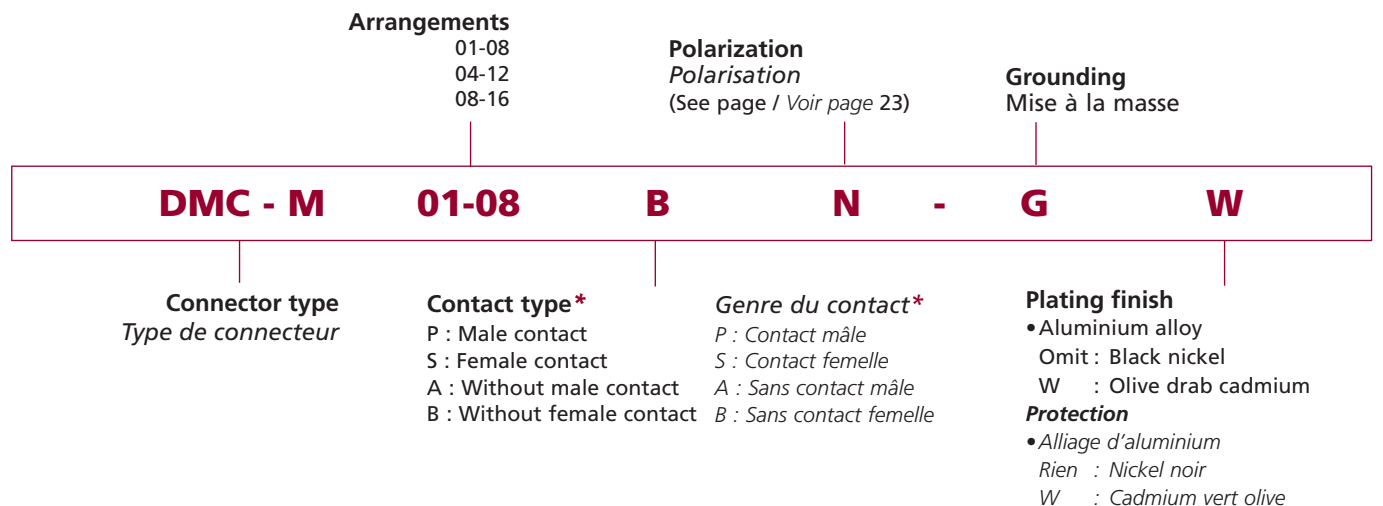 Arrangements
01-08
04-12
08-16
Polarization
Polarisation
(See page / Voir page 23)
Grounding
Mise à la masse
DMC - M 01-08 B N - G W
Connector type
Type de connecteur
Contact type*
P : Male contact
S : Female contact
A : Without male contact
B : Without female contact
Genre du contact*
P : Contact mâle
S : Contact femelle
A : Sans contact mâle
B : Sans contact femelle
Plating finish
•Aluminium alloy
Omit : Black nickel
W : Olive drab cadmium
Protection
•Alliage d'aluminium
Rien : Nickel noir
W : Cadmium vert olive